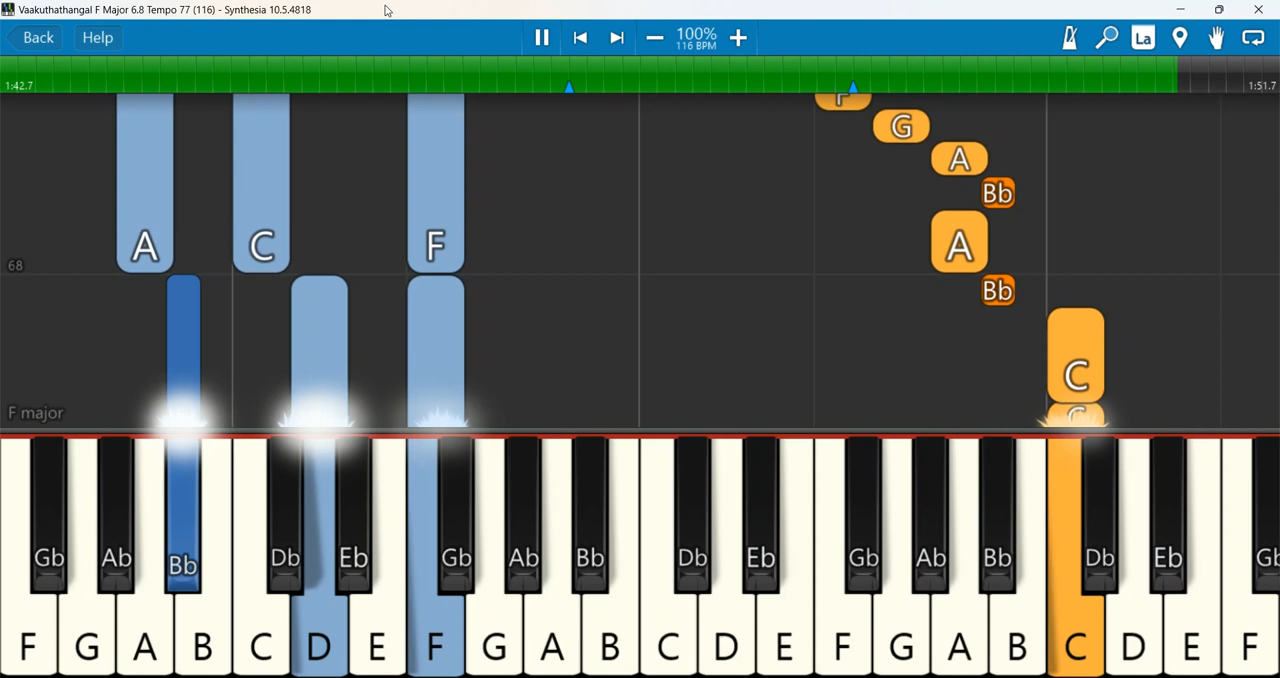 Vaakuthathangal F Major 6.8 Tempo 77 (116) - Synthesia 10.5.4818
Back Help 100% La
116 BPM
1:42.7 1:51.7
F
G
A
Bb
A C F A
68
Bb
C
F major C
Gb Ab Bb Db Eb Gb Ab Bb Db Eb Gb Ab Bb Db Eb Gb
F G A B C D E F G A B C D E F G A B C D E F